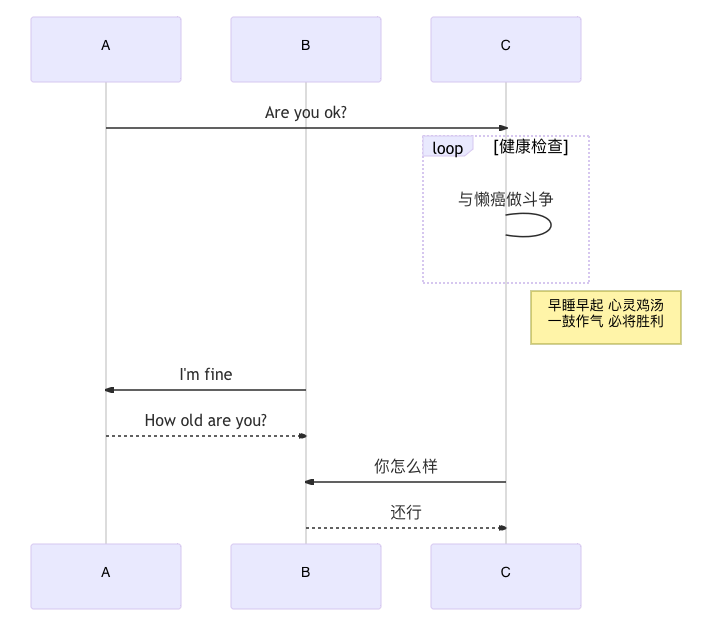 A
B
C
Are you ok?
loop
[健康检查]
与懒癌做斗争
早睡早起 心灵鸡汤
一鼓作气 必将胜利
I'm fine
How old are you?
你怎么样
还行
A
B
C